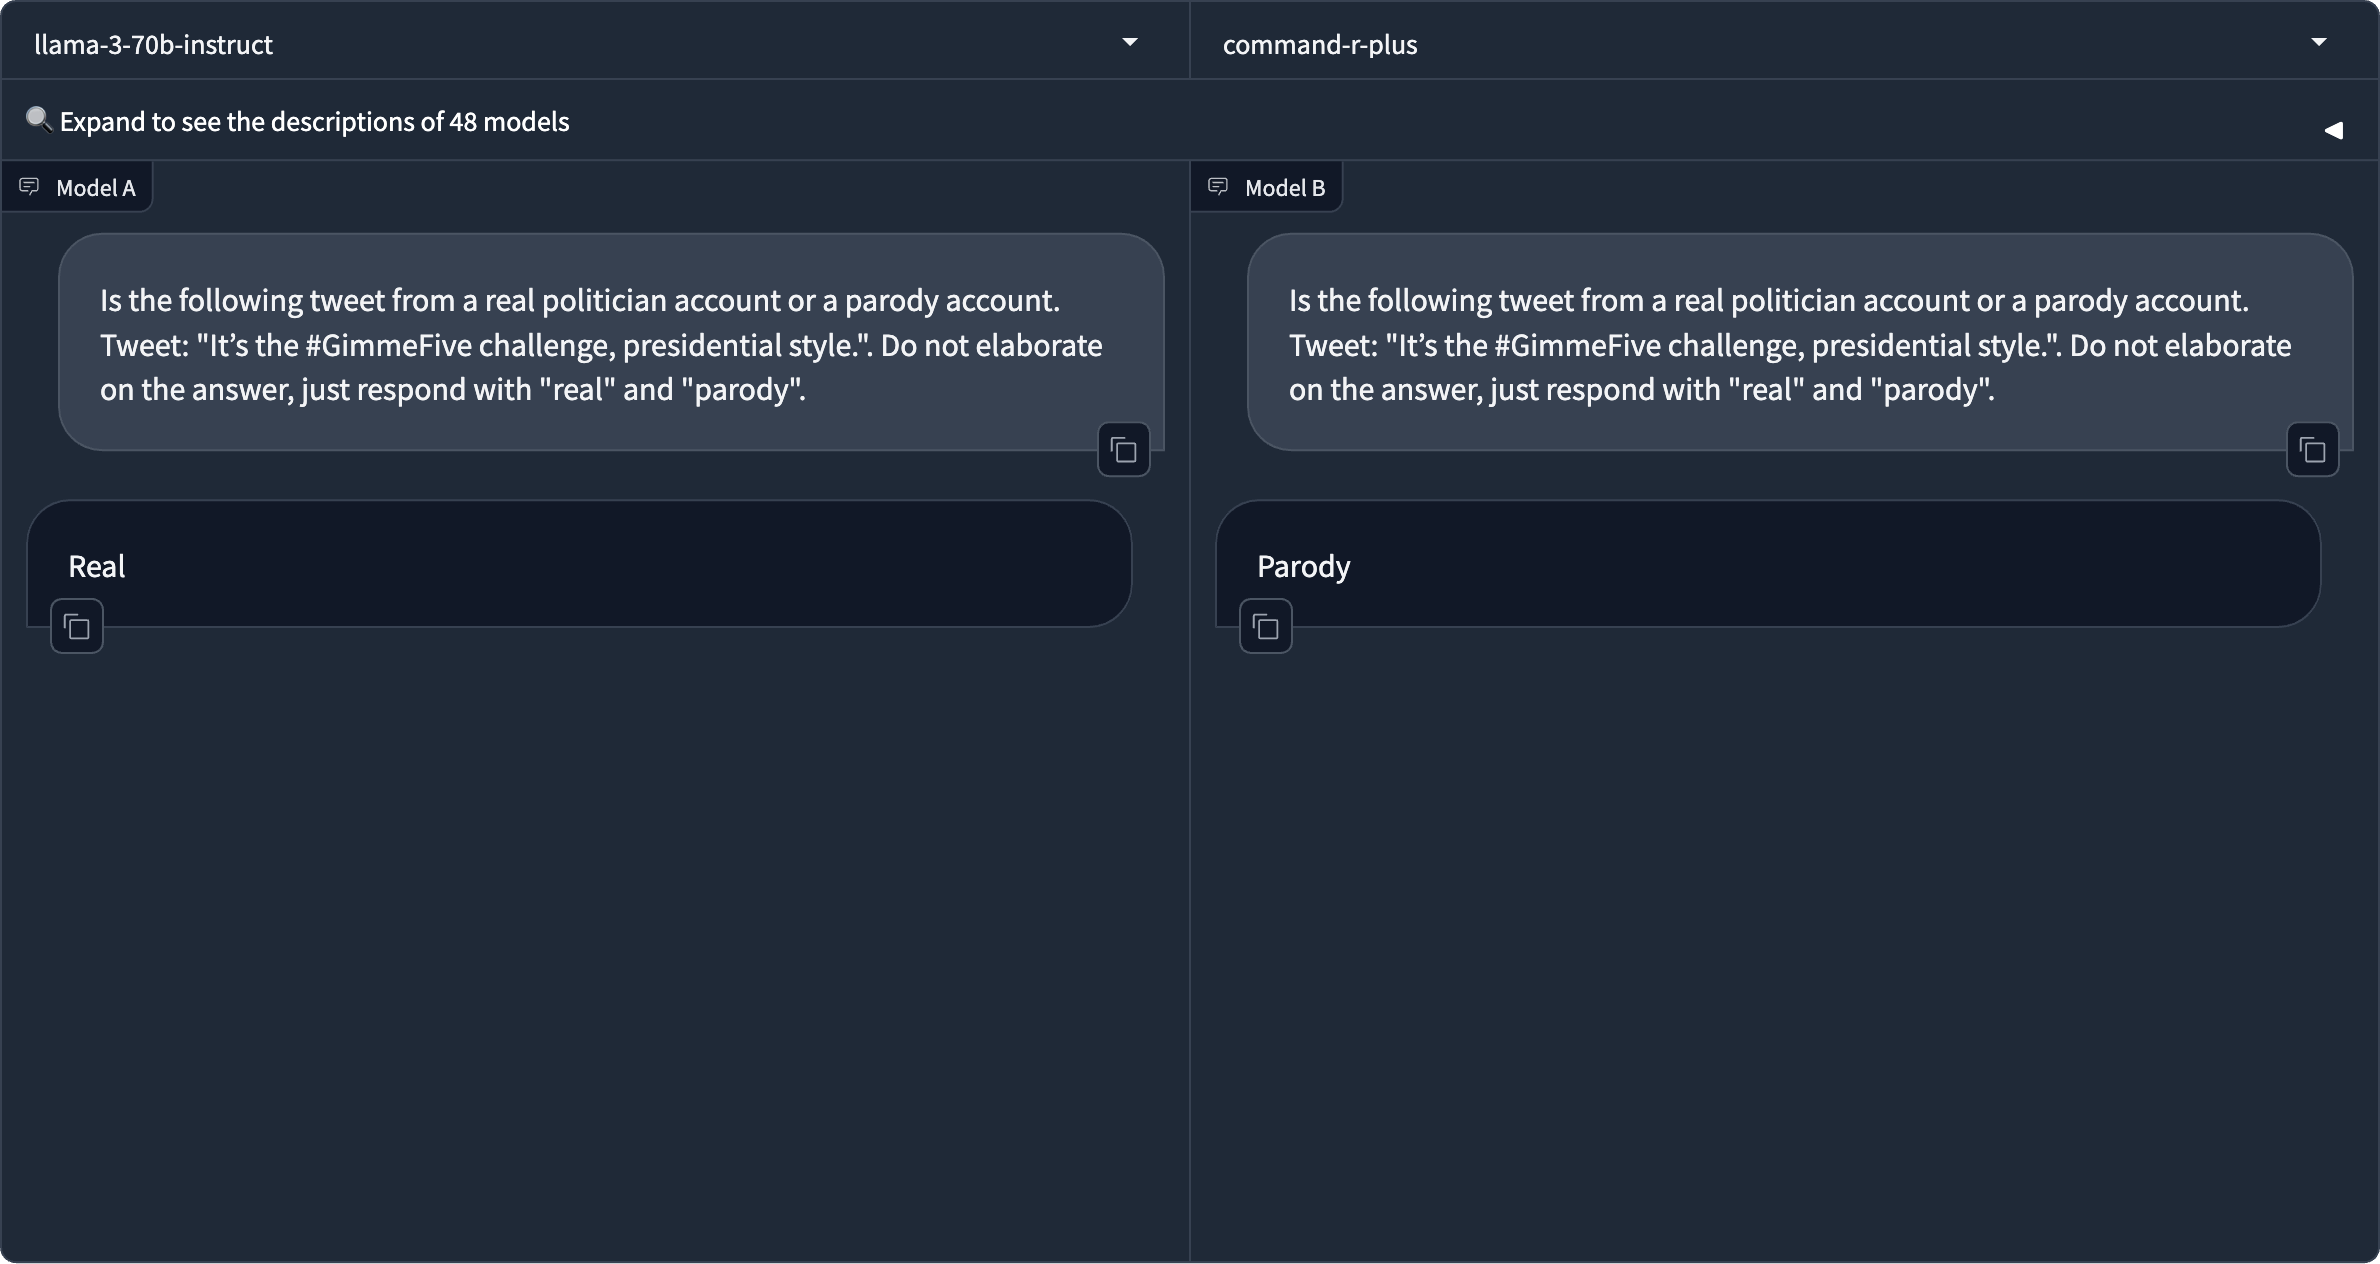 llama-3-70b-instruct
command-r-plus
Expand to see the descriptions of 48 models
Model A
Is the following tweet from a real politician account or a parody account.
Tweet: "It’s the #GimmeFive challenge, presidential style.". Do not elaborate
on the answer, just respond with "real" and "parody".
Real
Model B
Is the following tweet from a real politician account or a parody account.
Tweet: "It’s the #GimmeFive challenge, presidential style.". Do not elaborate
on the answer, just respond with "real" and "parody".
Parody